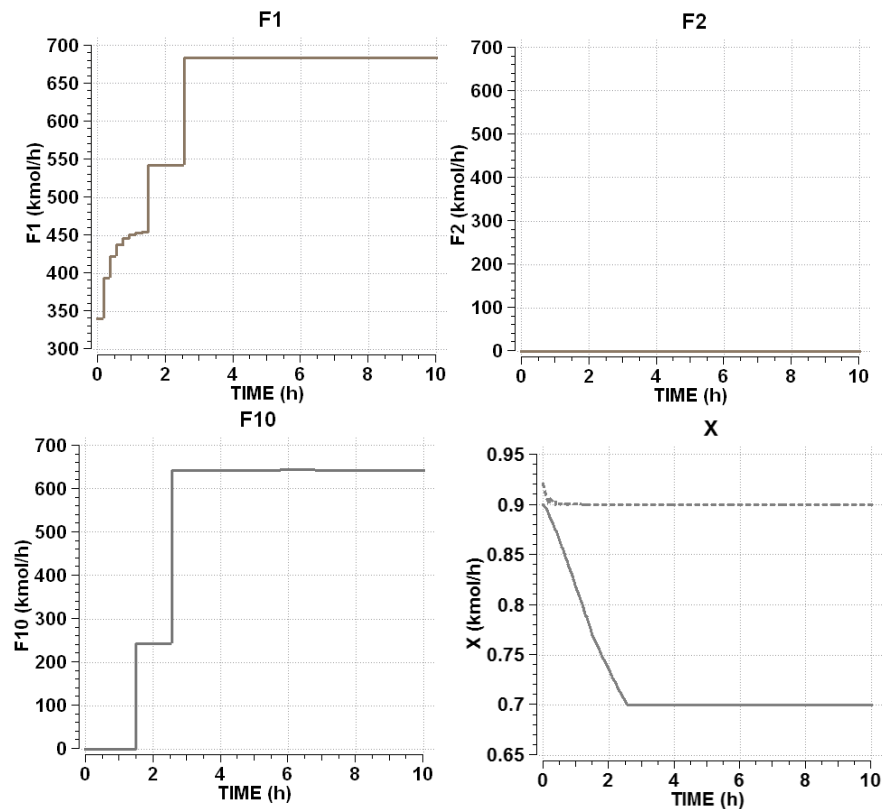 F1
F1 (kmol/h)
700
650
600
550
500
450
400
350
300
0 2 4 6 8 10
TIME (h)
F2
F2 (kmol/h)
700
600
500
400
300
200
100
0
0 2 4 6 8 10
TIME (h)
F10
F10 (kmol/h)
700
600
500
400
300
200
100
0
0 2 4 6 8 10
TIME (h)
X
X (kmol/h)
0.95
0.9
0.85
0.8
0.75
0.7
0.65
0 2 4 6 8 10
TIME (h)